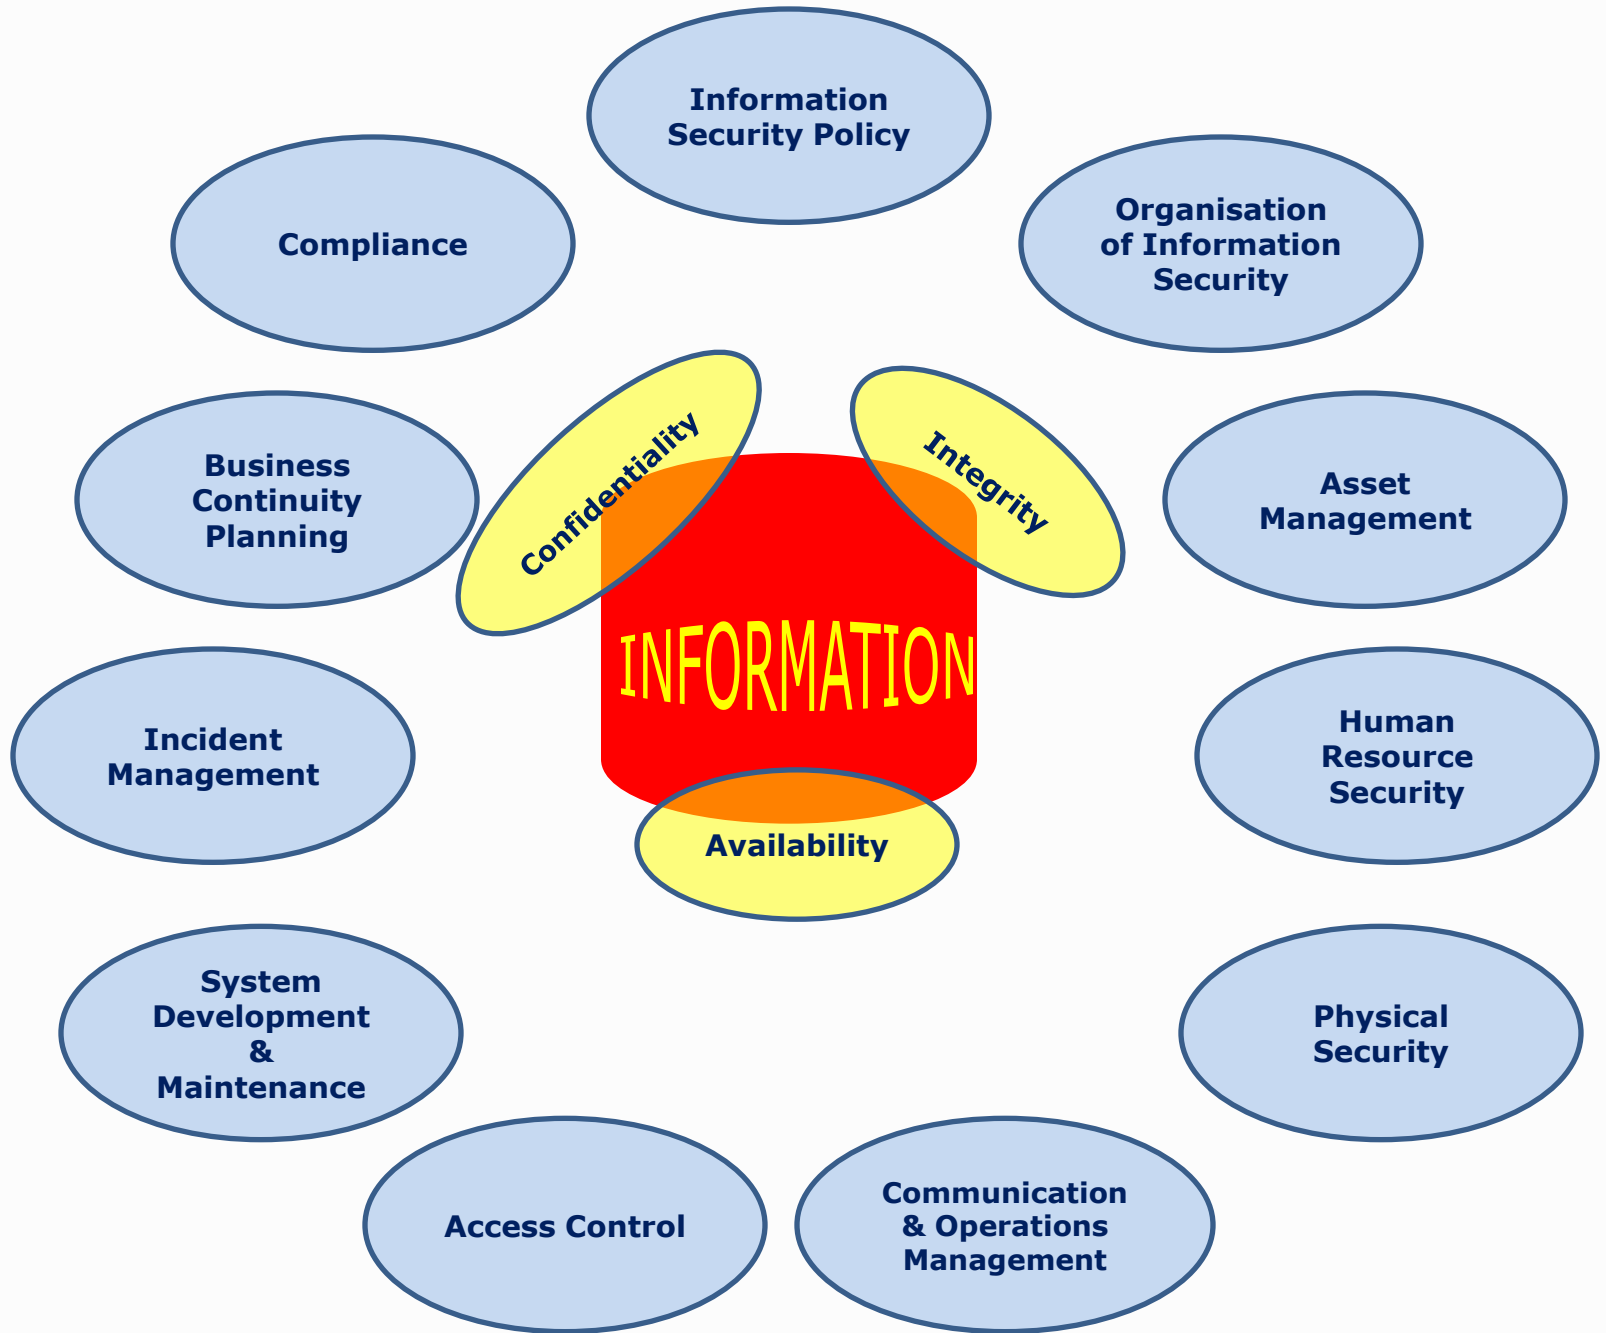 Information
Security Policy
Compliance
Organisation
of Information
Security
Confidentiality
Integrity
Business
Continuity
Planning
Asset
Management
INFORMATION
Incident
Management
Human
Resource
Security
Availability
System
Development
&
Maintenance
Physical
Security
Access Control
Communication
& Operations
Management